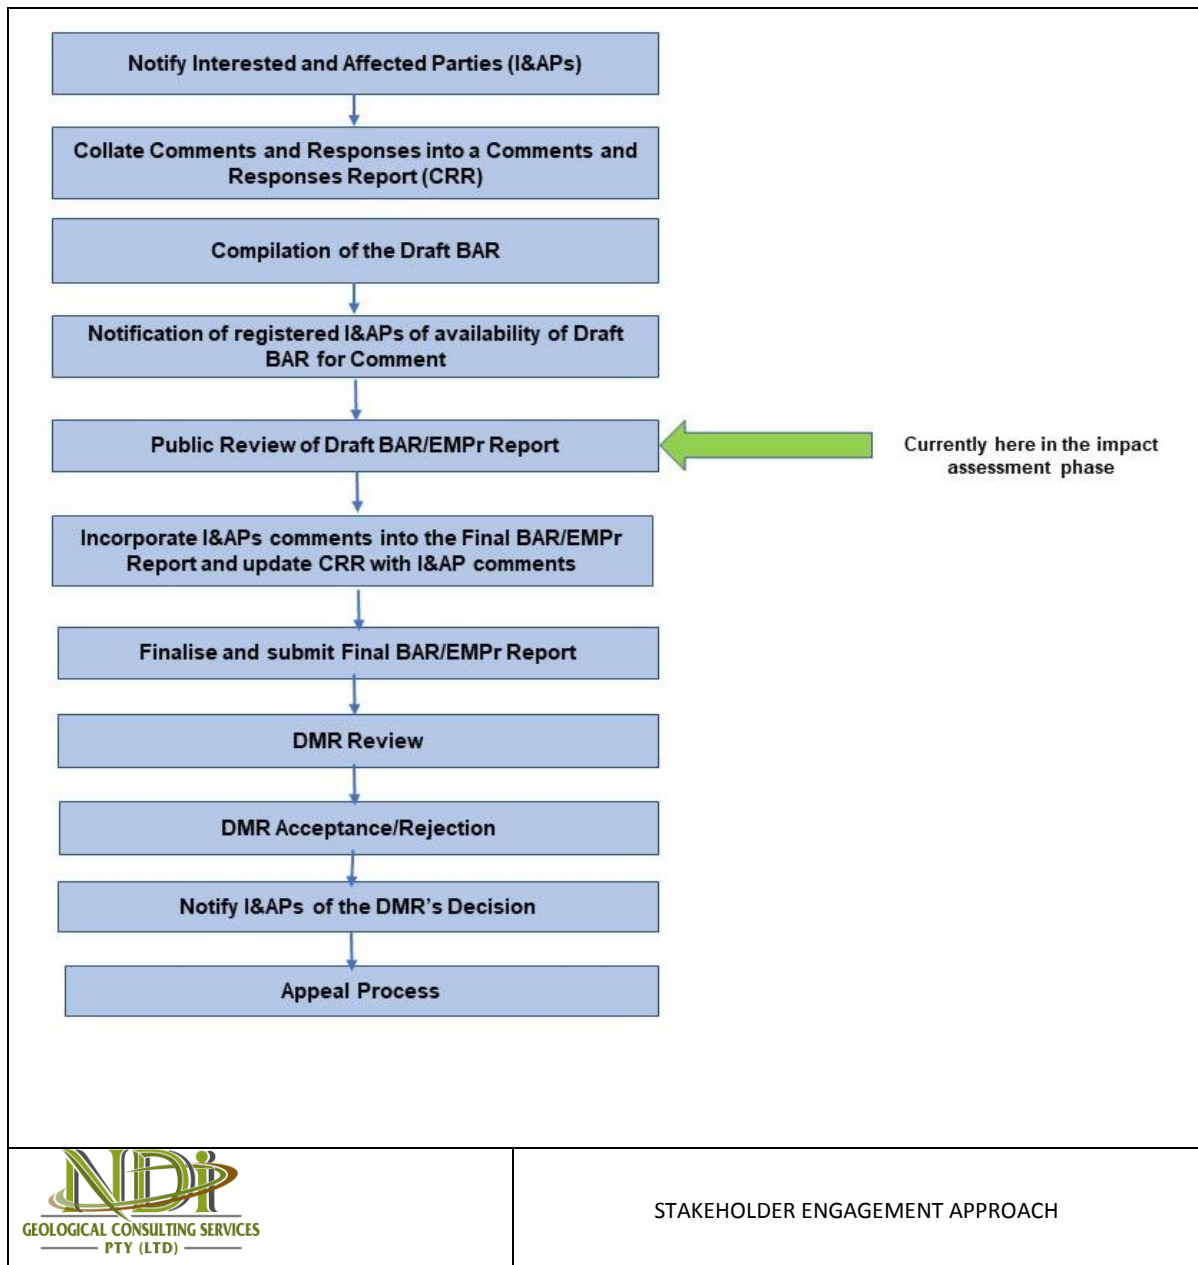 Notify Interested and Affected Parties (I&APs)
Collate Comments and Responses into a Comments and
Responses Report (CRR)
Compilation of the Draft BAR
Notification of registered I&APs of availability of Draft
BAR for Comment
Public Review of Draft BAR/EMPr Report
Currently here in the impact
assessment phase
Incorporate I&APs comments into the Final BAR/EMPr
Report and update CRR with I&AP comments
Finalise and submit Final BAR/EMPr Report
DMR Review
DMR Acceptance/Rejection
Notify I&APs of the DMR's Decision
Appeal Process
NDi
GEOLOGICAL CONSULTING SERVICES
PTY (LTD)
STAKEHOLDER ENGAGEMENT APPROACH